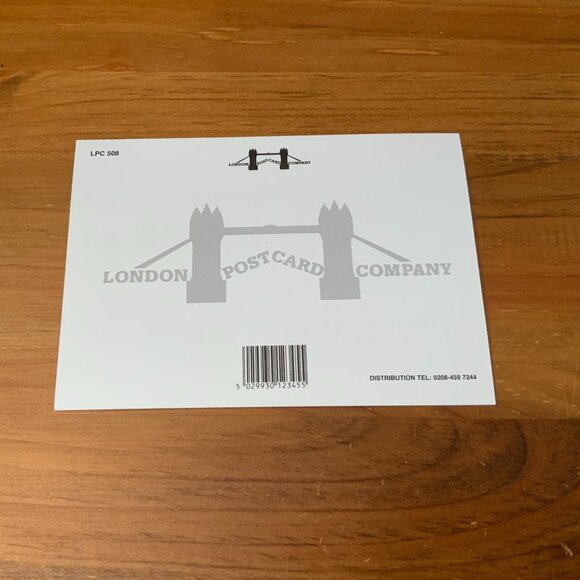 LPC 508
LONDON POSTCARD COMPANY
LONDON POSTCARD COMPANY
5 029930 123455
DISTRIBUTION TEL: 0208-459 7244